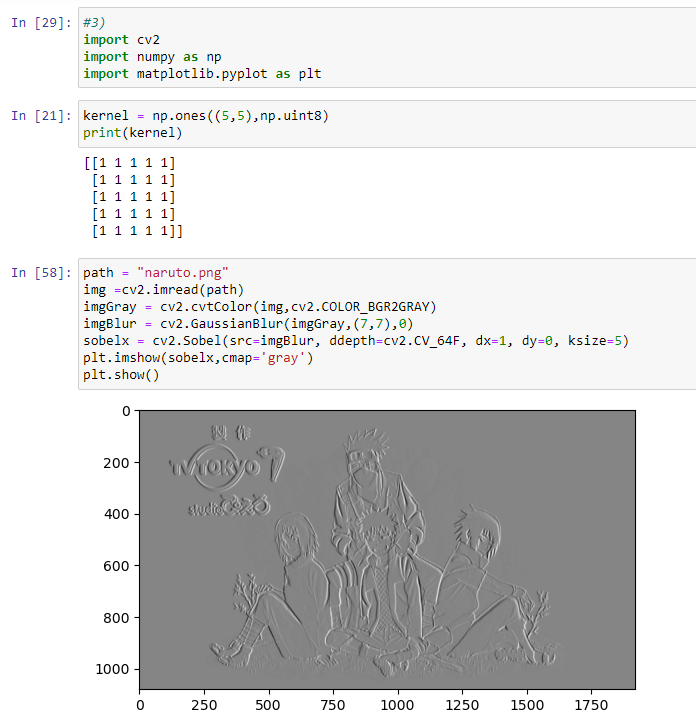 In [29]: #3)
import cv2
import numpy as np
import matplotlib.pyplot as plt
In [21]: kernel = np.ones((5,5),np.uint8)
print(kernel)
[[1 1 1 1 1]
 [1 1 1 1 1]
 [1 1 1 1 1]
 [1 1 1 1 1]
 [1 1 1 1 1]]
In [58]: path = "naruto.png"
img =cv2.imread(path)
imgGray = cv2.cvtColor(img,cv2.COLOR_BGR2GRAY)
imgBlur = cv2.GaussianBlur(imgGray,(7,7),0)
sobelx = cv2.Sobel(src=imgBlur, ddepth=cv2.CV_64F, dx=1, dy=0, ksize=5)
plt.imshow(sobelx,cmap='gray')
plt.show()
0
製作
200
TVTOKYO 7
400
studio
600
800
1000
0 250 500 750 1000 1250 1500 1750